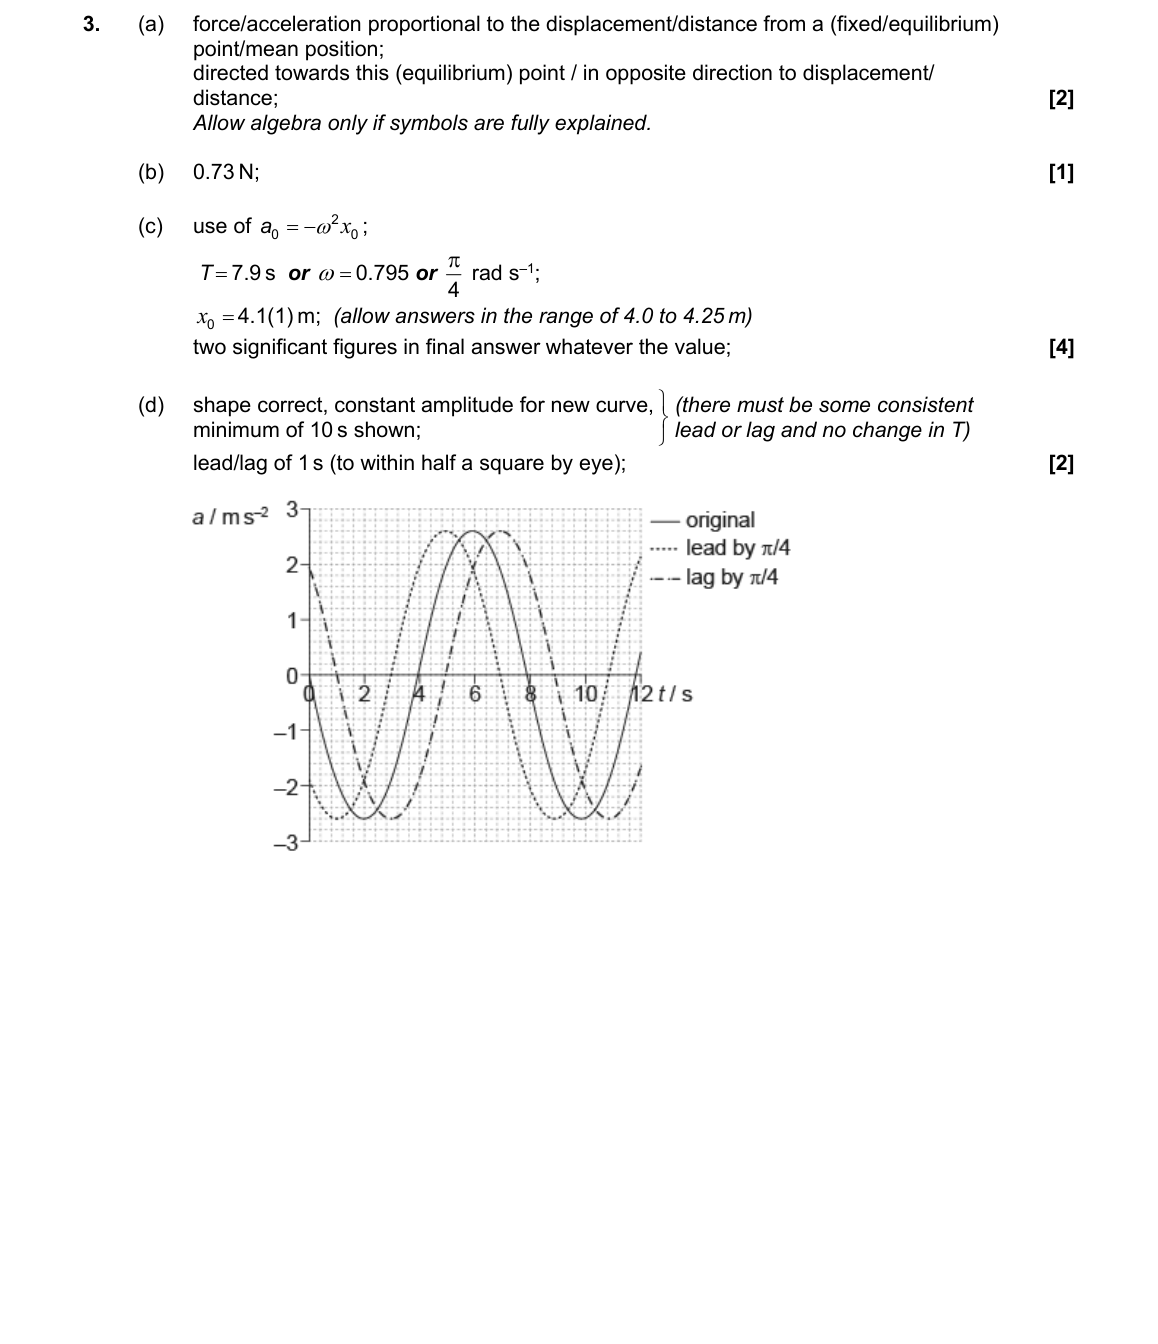 3. (a) force/acceleration proportional to the displacement/distance from a (fixed/equilibrium)
point/mean position;
directed towards this (equilibrium) point / in opposite direction to displacement/
distance; [2]
Allow algebra only if symbols are fully explained.
(b) 0.73 N; [1]
(c) use of a₀ = −ω²x₀;
T = 7.9 s or ω = 0.795 or π/4 rad s⁻¹;
x₀ = 4.1(1) m; (allow answers in the range of 4.0 to 4.25 m)
two significant figures in final answer whatever the value; [4]
(d) shape correct, constant amplitude for new curve, } (there must be some consistent
minimum of 10 s shown; lead or lag and no change in T)
lead/lag of 1 s (to within half a square by eye); [2]
a / m s⁻² 3
original
lead by π/4
2
lag by π/4
1
0
0 2 4 6 8 10 12 t / s
–1
–2
–3